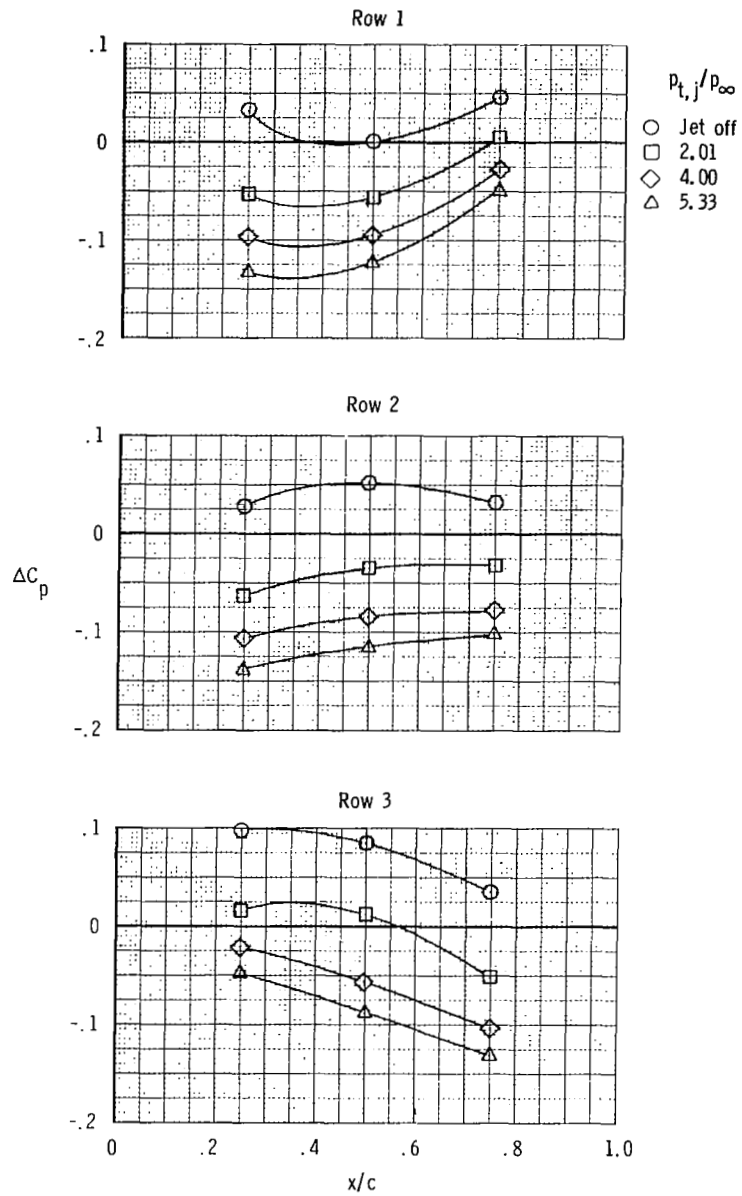 Row 1
.1
0
-.1
-.2
p_t,j/p_∞
Jet off
2.01
4.00
5.33
Row 2
.1
0
-.1
-.2
ΔC_p
Row 3
.1
0
-.1
-.2
0 .2 .4 .6 .8 1.0
x/c